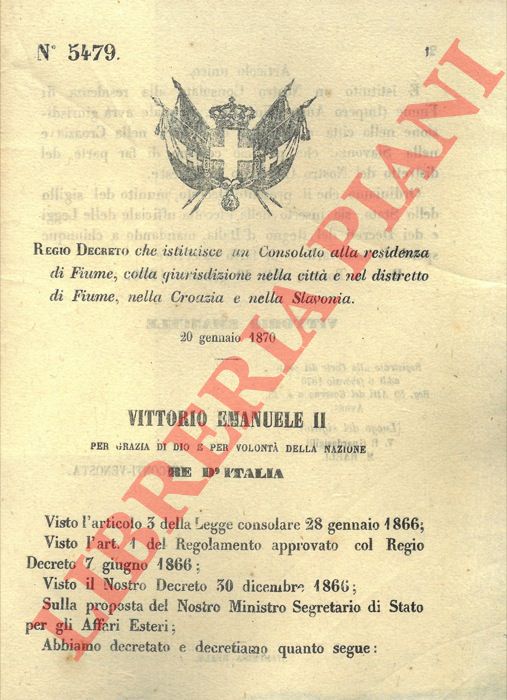 N° 5479.
1
REGIO DECRETO che istituisce un Consolato alla residenza
di Fiume, colla giurisdizione nella città e nel distretto
di Fiume, nella Croazia e nella Slavonia.
20 gennaio 1870
VITTORIO EMANUELE II
PER GRAZIA DI DIO E PER VOLONTÀ DELLA NAZIONE
RE D'ITALIA
Visto l'articolo 3 della Legge consolare 28 gennaio 1866;
Visto l'art. 1 del Regolamento approvato col Regio
Decreto 7 giugno 1866;
Visto il Nostro Decreto 30 dicembre 1866;
Sulla proposta del Nostro Ministro Segretario di Stato
per gli Affari Esteri;
Abbiamo decretato e decretiamo quanto segue:
LIBRERIA PIANI